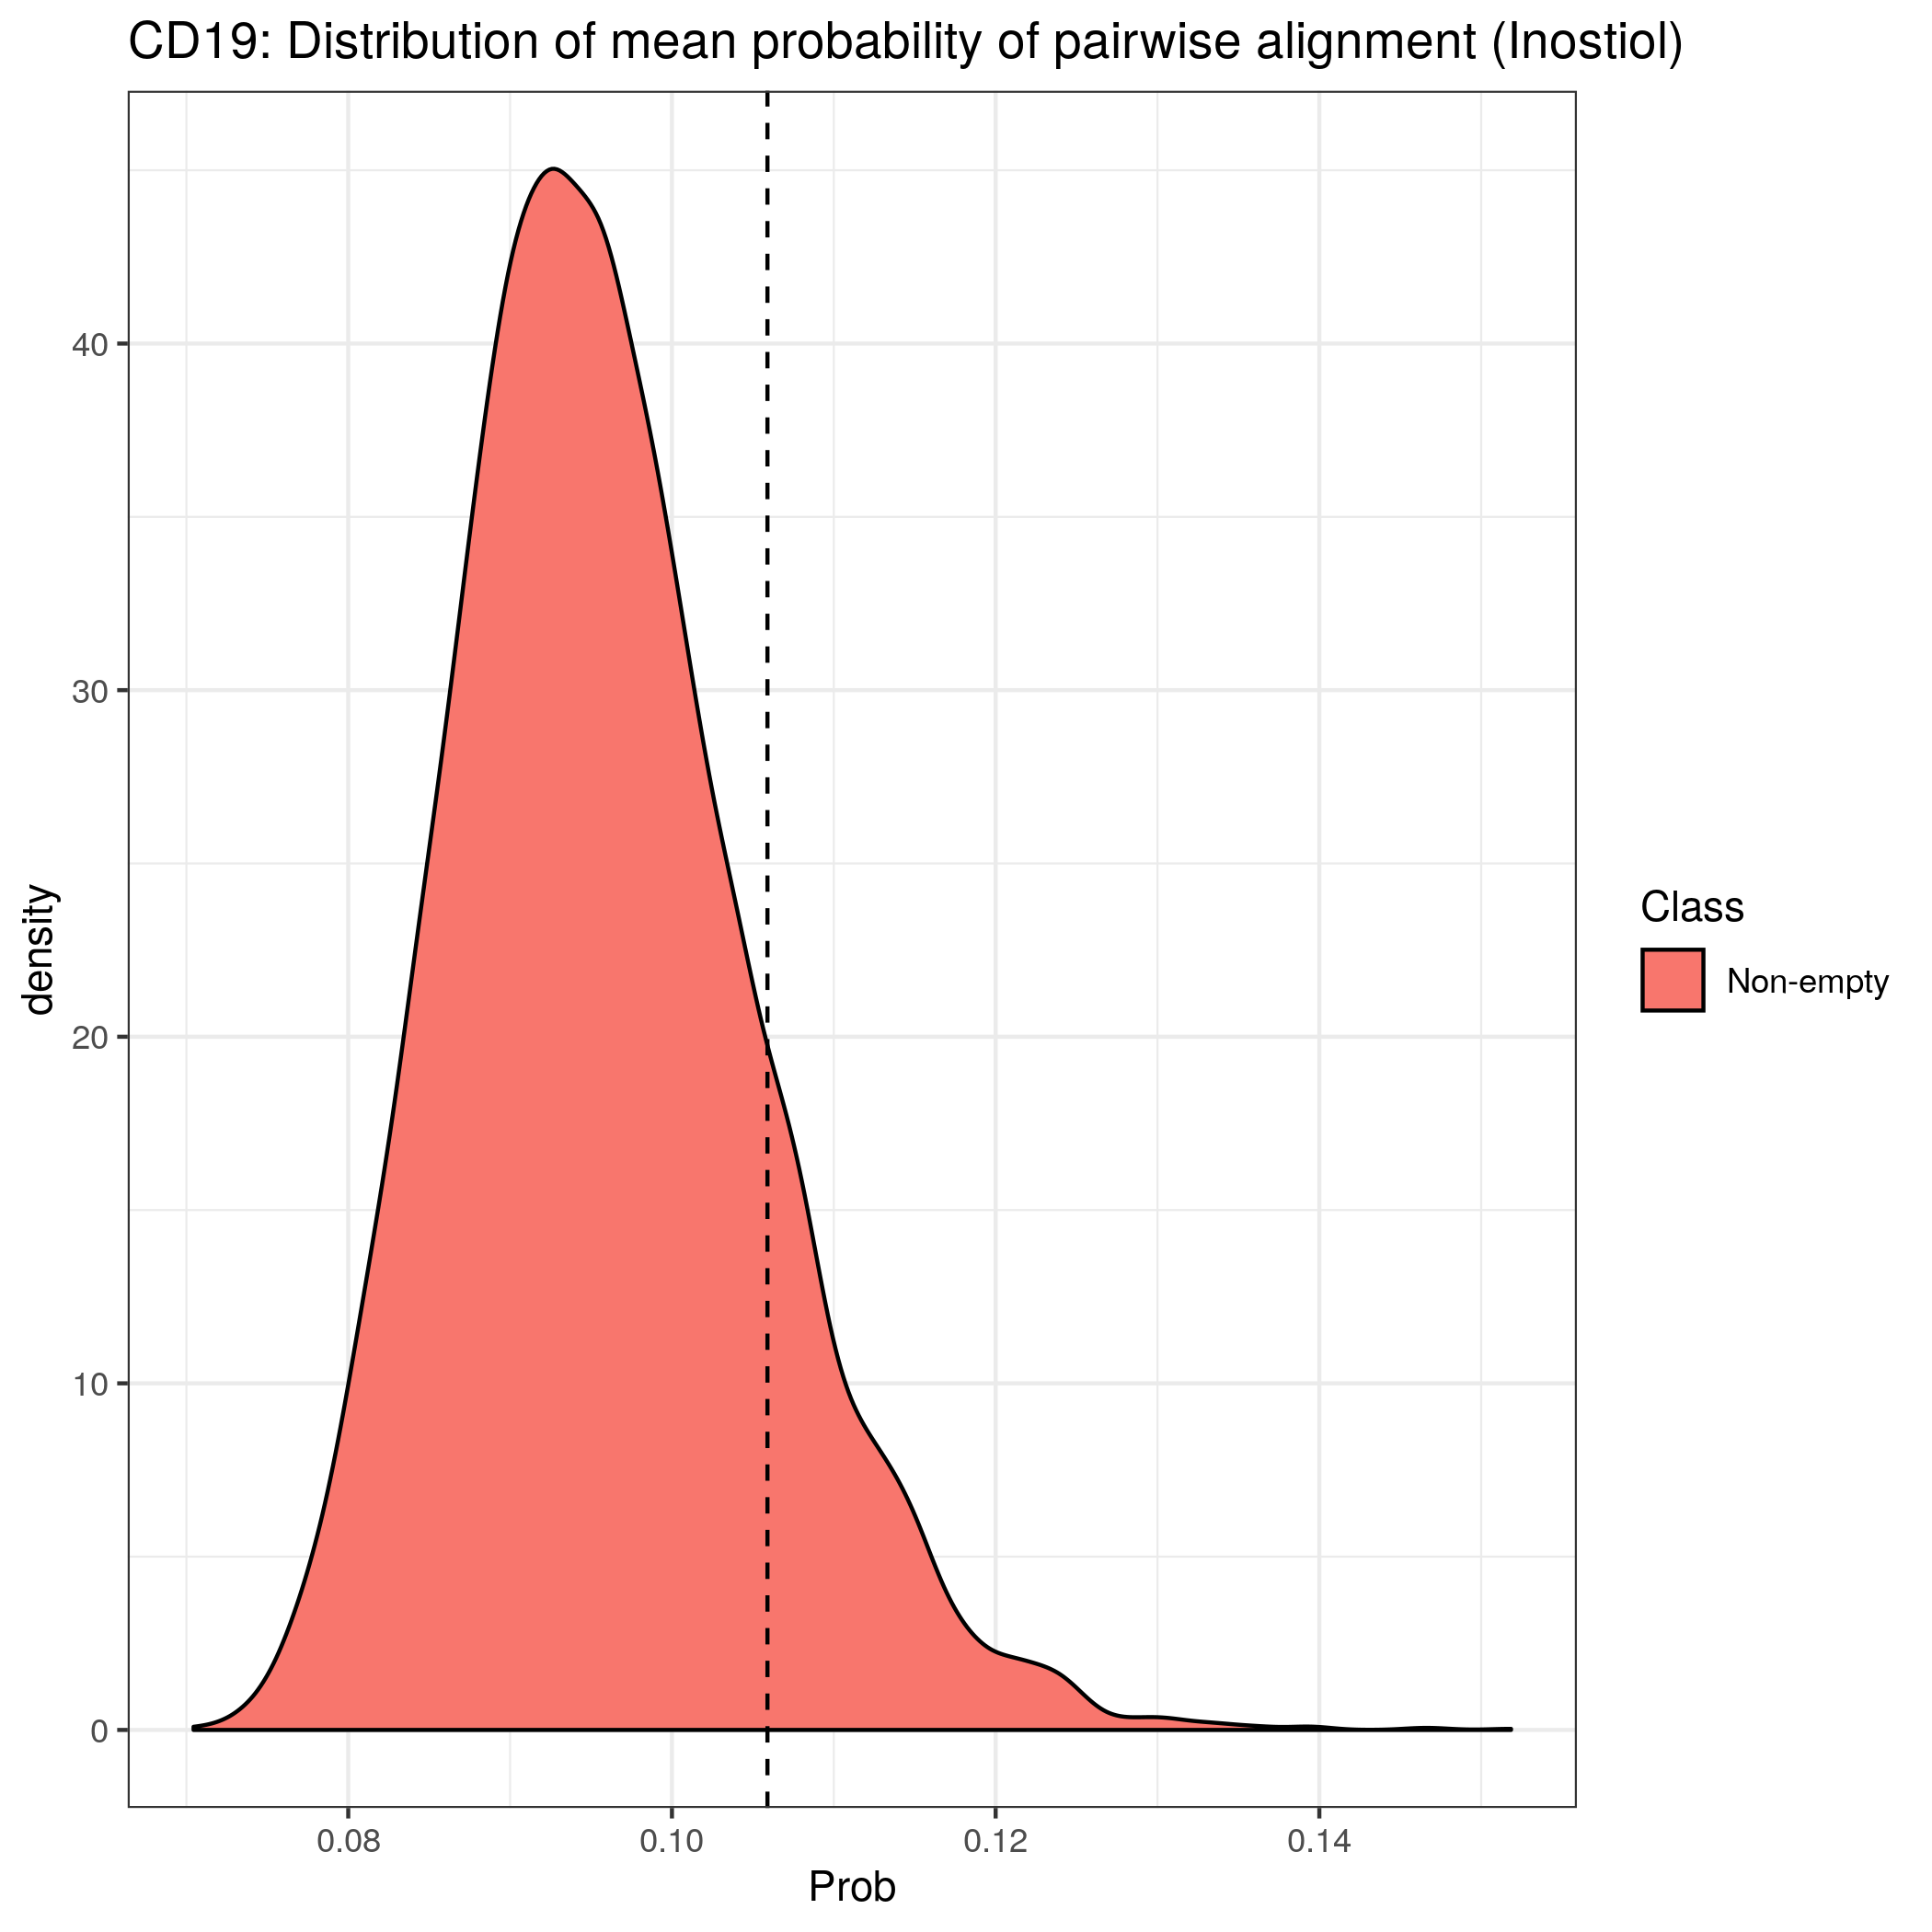 CD19: Distribution of mean probability of pairwise alignment (Inostiol)
40
30
20
10
0
density
0.08
0.10
0.12
0.14
Prob
Class
Non-empty